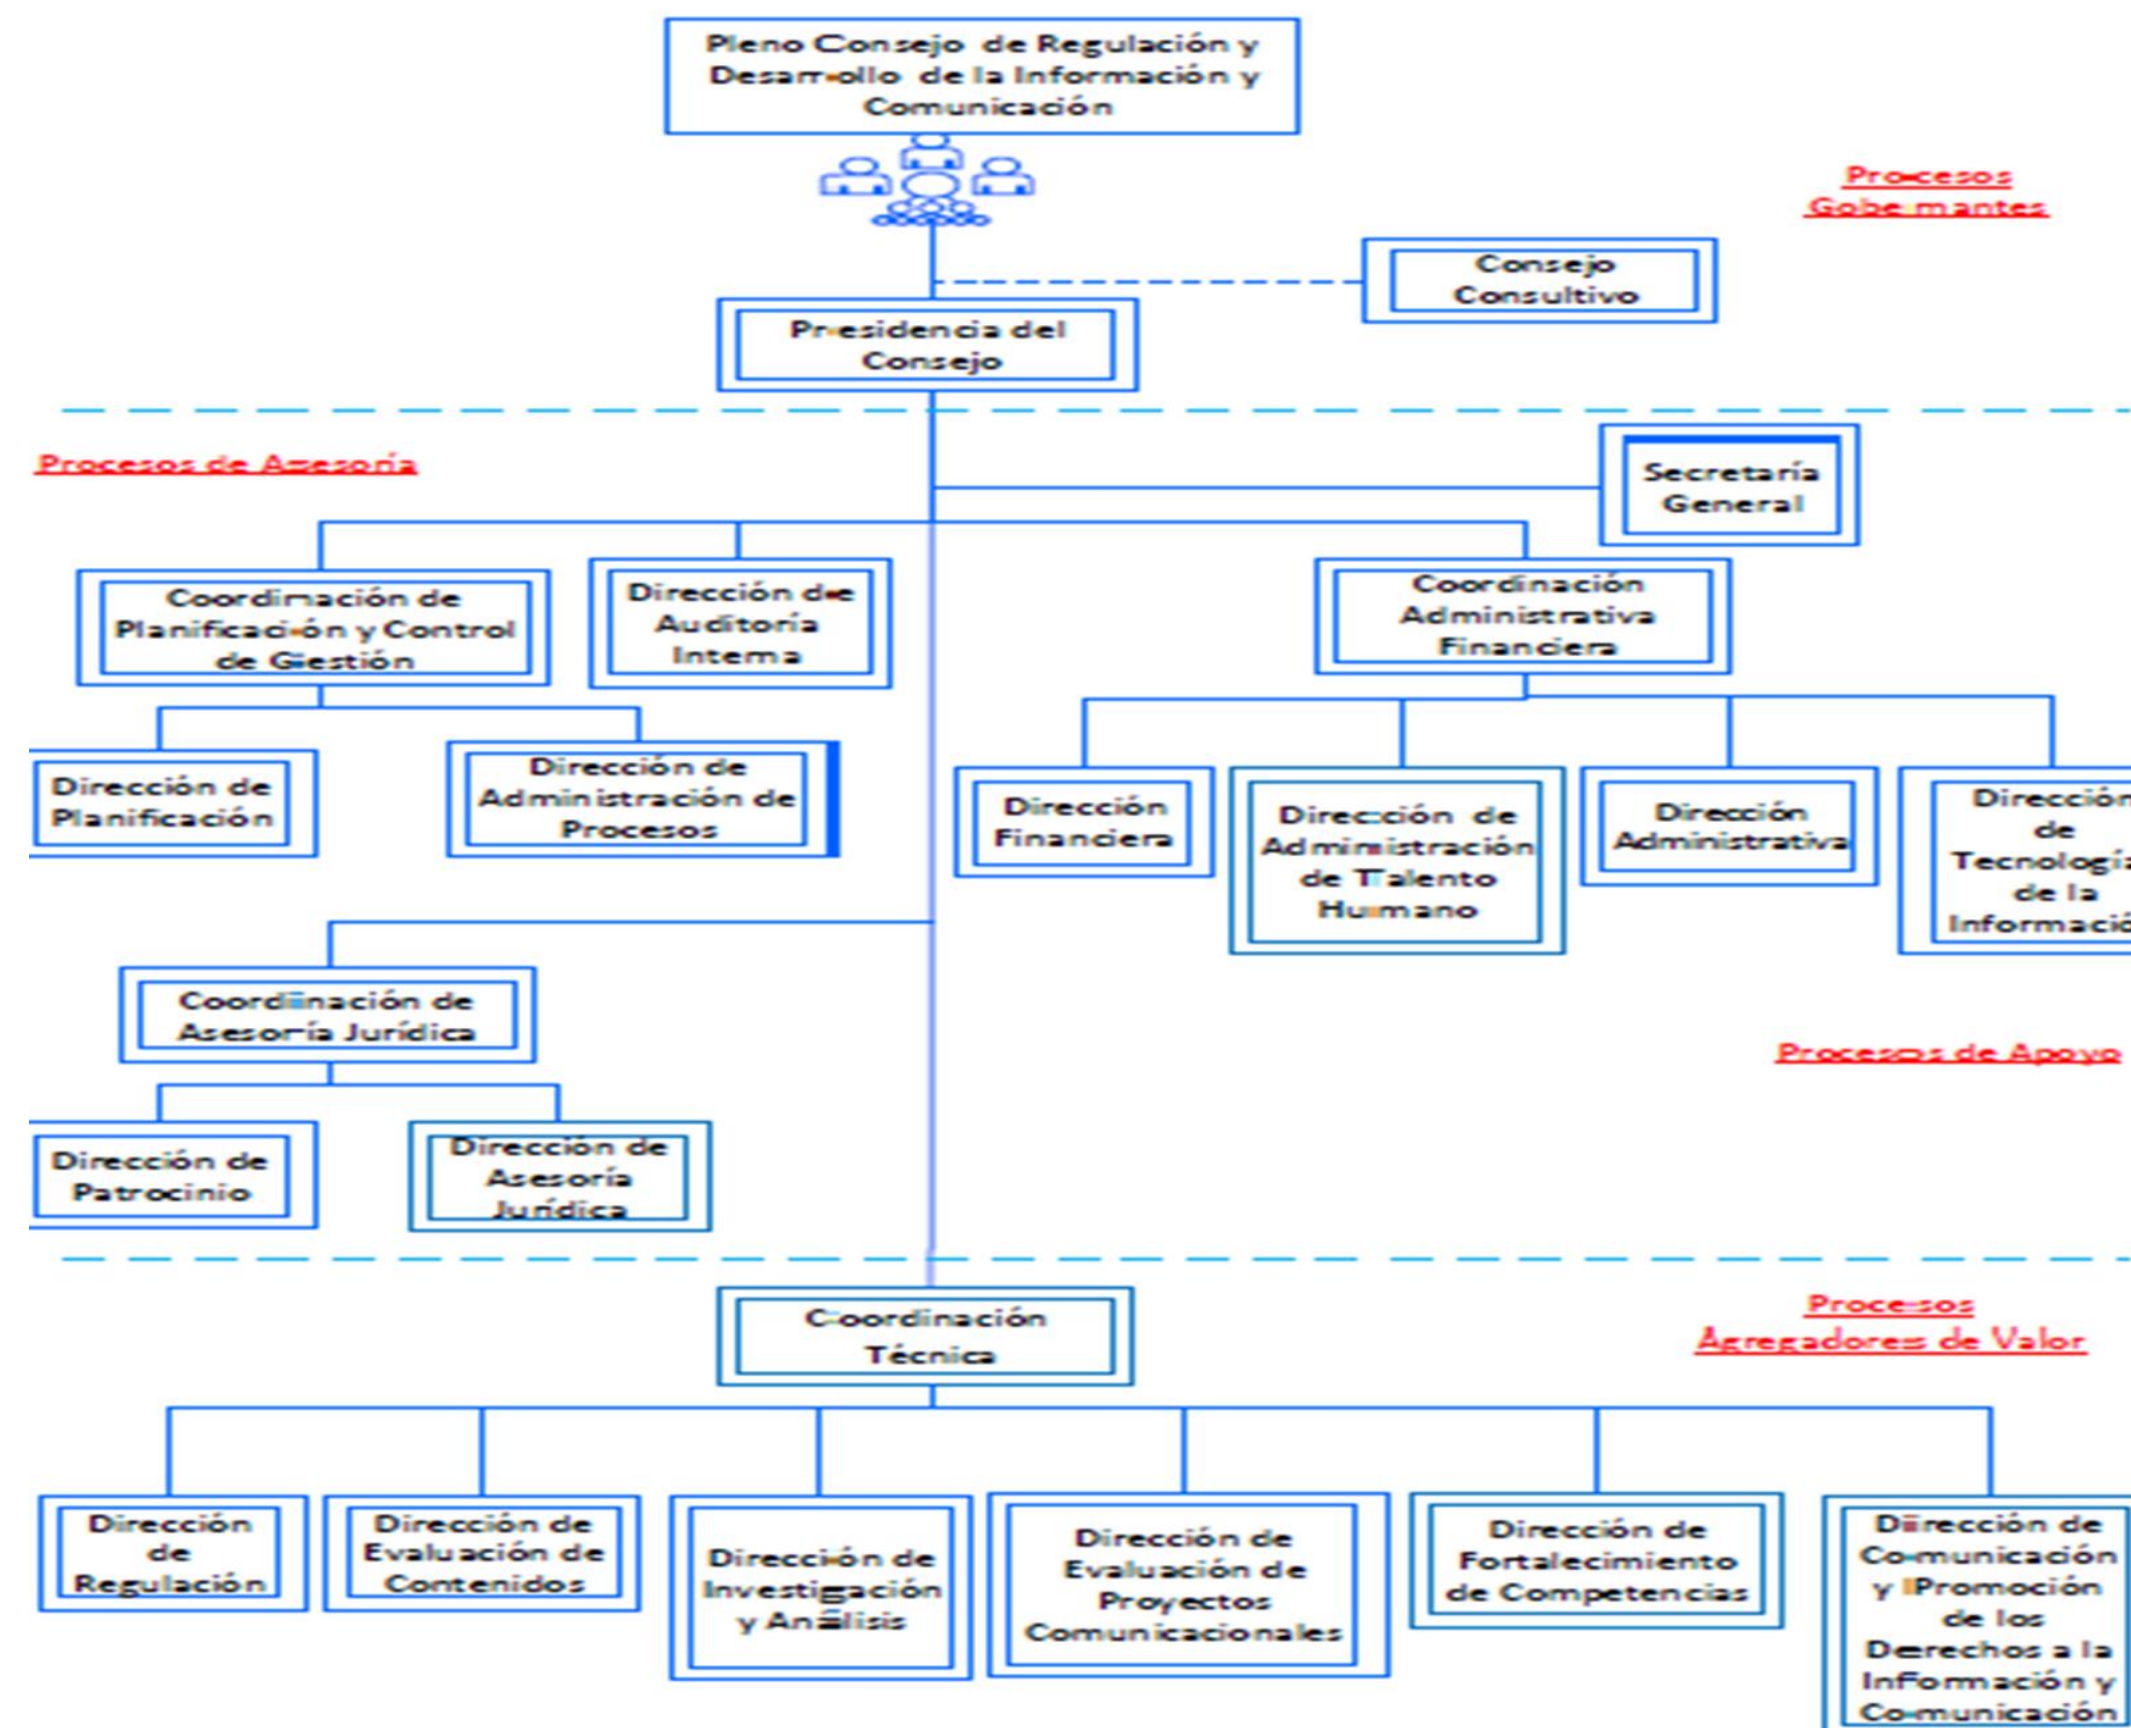 Pleno Consejo de Regulación y
Desarrollo de la Información y
Comunicación
Procesos
Gobernantes
Consejo
Consultivo
Presidencia del
Consejo
Procesos de Asesoría
Secretaría
General
Coordinación de
Planificación y Control
de Gestión
Dirección de
Auditoría
Interna
Coordinación
Administrativa
Financiera
Dirección de
Planificación
Dirección de
Administración de
Procesos
Dirección
Financiera
Dirección de
Administración
de Talento
Humano
Dirección
Administrativa
Dirección
de
Tecnología
de la
Informació
Coordinación de
Asesoría Jurídica
Procesos de Apoyo
Dirección de
Patrocinio
Dirección de
Asesoría
Jurídica
Coordinación
Técnica
Procesos
Agregadores de Valor
Dirección
de
Regulación
Dirección de
Evaluación de
Contenidos
Dirección de
Investigación
y Análisis
Dirección de
Evaluación de
Proyectos
Comunicacionales
Dirección de
Fortalecimiento
de Competencias
Dirección de
Comunicación
y Promoción
de los
Derechos a la
Información y
Comunicación